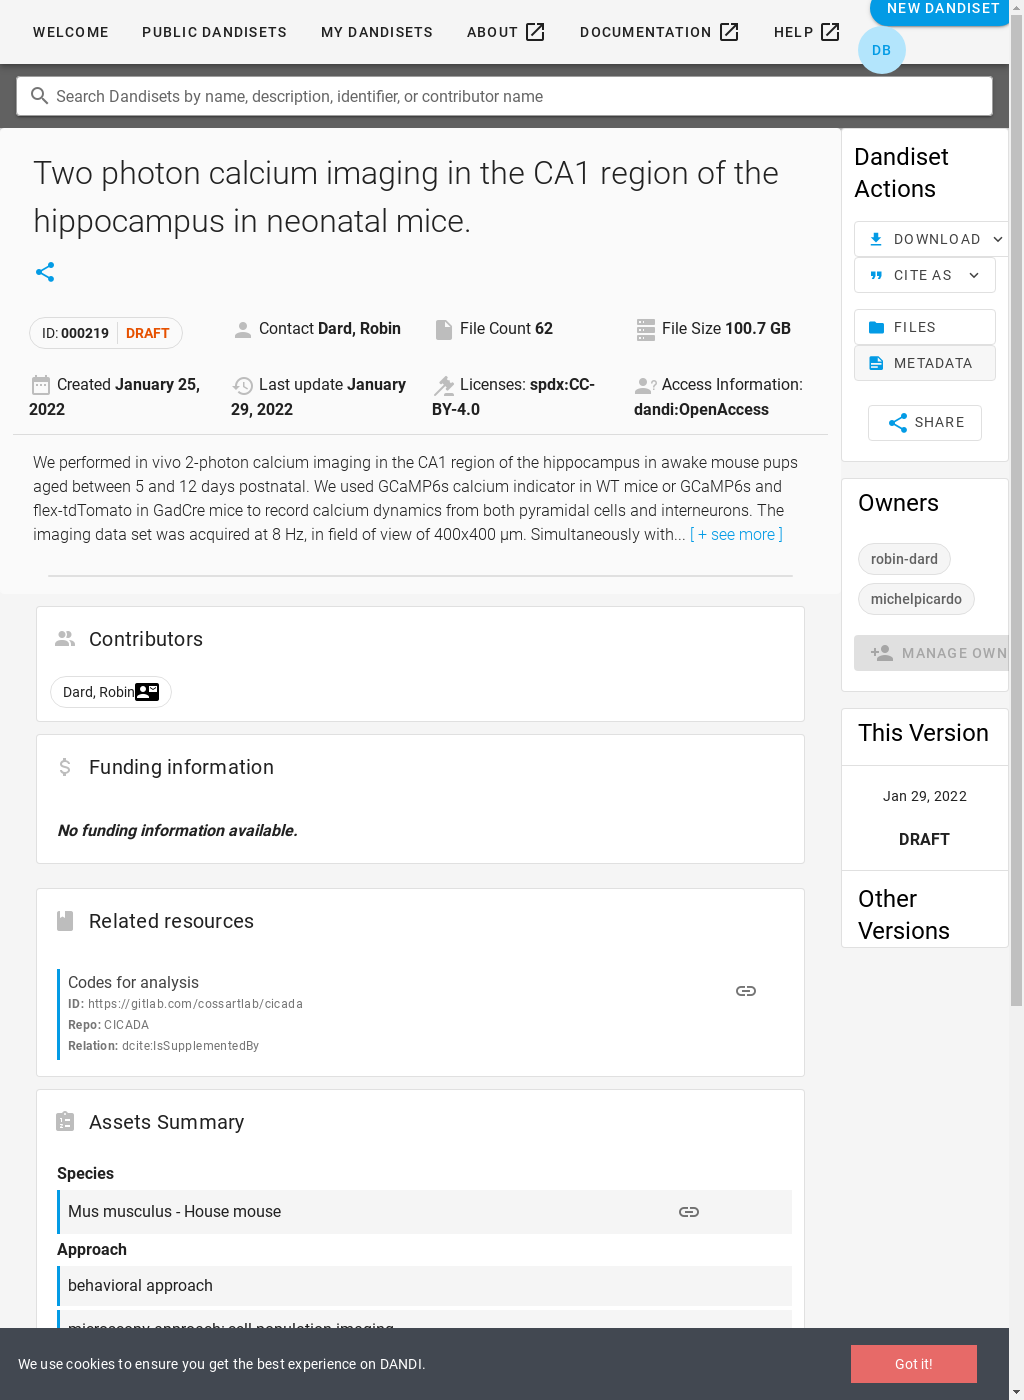 WELCOME PUBLIC DANDISETS MY DANDISETS ABOUT DOCUMENTATION HELP NEW DANDISET
DB
Search Dandisets by name, description, identifier, or contributor name
Two photon calcium imaging in the CA1 region of the
hippocampus in neonatal mice.
ID: 000219 DRAFT
Contact Dard, Robin
File Count 62
File Size 100.7 GB
Created January 25,
2022
Last update January
29, 2022
Licenses: spdx:CC-
BY-4.0
Access Information:
dandi:OpenAccess
We performed in vivo 2-photon calcium imaging in the CA1 region of the hippocampus in awake mouse pups
aged between 5 and 12 days postnatal. We used GCaMP6s calcium indicator in WT mice or GCaMP6s and
flex-tdTomato in GadCre mice to record calcium dynamics from both pyramidal cells and interneurons. The
imaging data set was acquired at 8 Hz, in field of view of 400x400 µm. Simultaneously with... [ + see more ]
Contributors
Dard, Robin
Funding information
No funding information available.
Related resources
Codes for analysis
ID: https://gitlab.com/cossartlab/cicada
Repo: CICADA
Relation: dcite:IsSupplementedBy
Assets Summary
Species
Mus musculus - House mouse
Approach
behavioral approach
microscopy approach; cell population imaging
Dandiset
Actions
DOWNLOAD
CITE AS
FILES
METADATA
SHARE
Owners
robin-dard
michelpicardo
MANAGE OWN
This Version
Jan 29, 2022
DRAFT
Other
Versions
We use cookies to ensure you get the best experience on DANDI.
Got it!